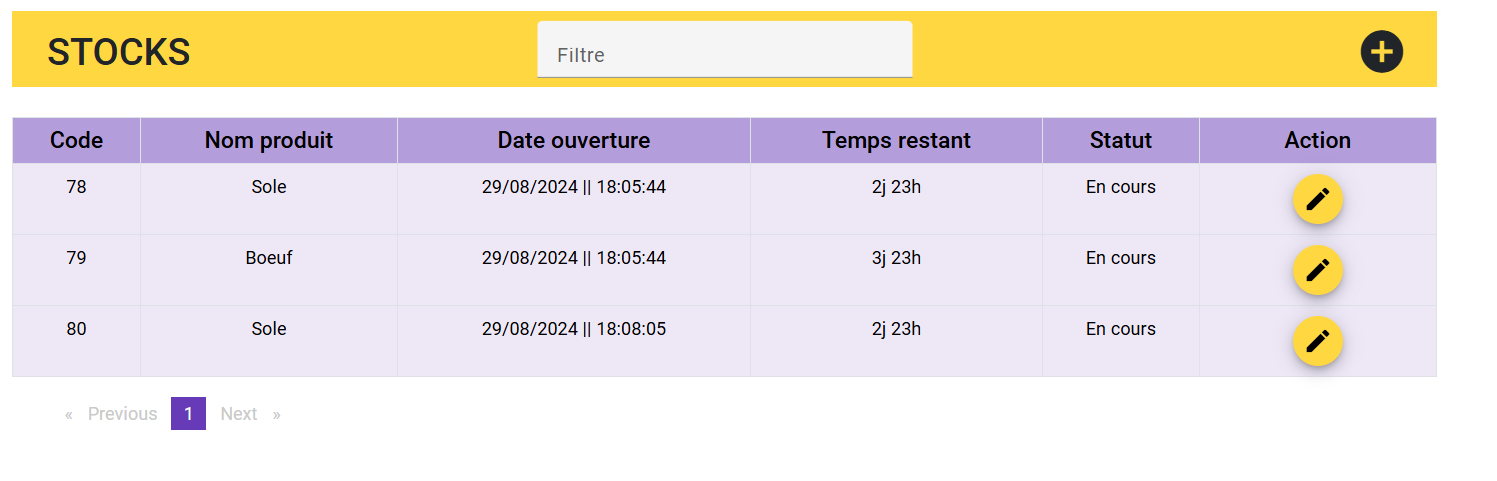 STOCKS Filtre
Code Nom produit Date ouverture Temps restant Statut Action
78 Sole 29/08/2024 || 18:05:44 2j 23h En cours
79 Boeuf 29/08/2024 || 18:05:44 3j 23h En cours
80 Sole 29/08/2024 || 18:08:05 2j 23h En cours
« Previous 1 Next »